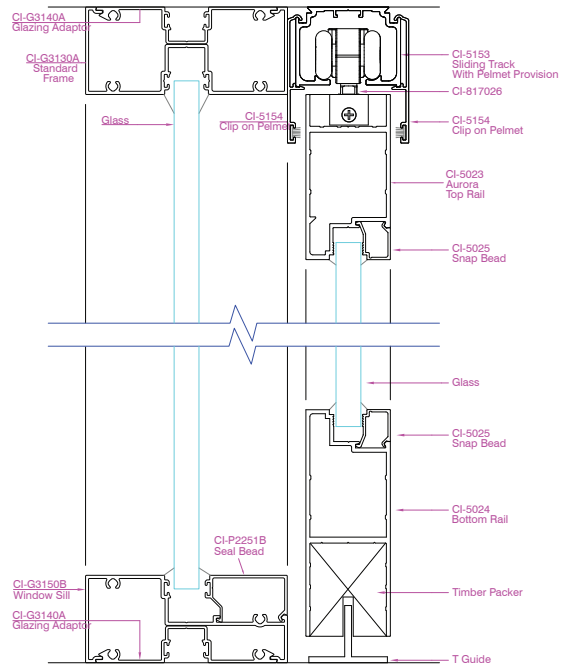 CI-G3140A
Glazing Adaptor
CI-G3130A
Standard
Frame
Glass
CI-5154
Clip on Pelmet
CI-5153
Sliding Track
With Pelmet Provision
CI-817026
CI-5154
Clip on Pelmet
CI-5023
Aurora
Top Rail
CI-5025
Snap Bead
Glass
CI-5025
Snap Bead
CI-5024
Bottom Rail
CI-P2251B
Seal Bead
CI-G3150B
Window Sill
CI-G3140A
Glazing Adaptor
Timber Packer
T Guide